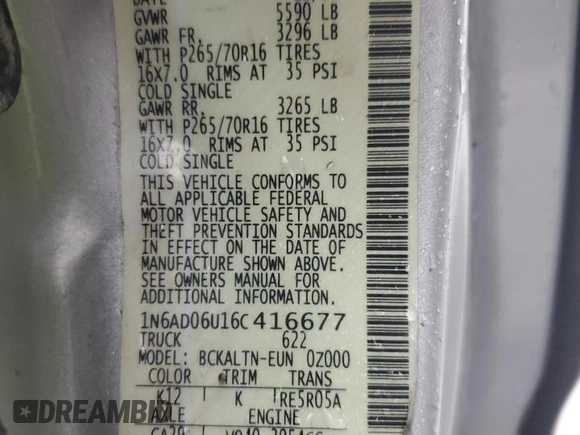 GVWR 5590 LB
GAWR FR. 3296 LB
WITH P265/70R16 TIRES
16X7.0 RIMS AT 35 PSI
COLD SINGLE
GAWR RR. 3265 LB
WITH P265/70R16 TIRES
16X7.0 RIMS AT 35 PSI
COLD SINGLE
THIS VEHICLE CONFORMS TO
ALL APPLICABLE FEDERAL
MOTOR VEHICLE SAFETY AND
THEFT PREVENTION STANDARDS
IN EFFECT ON THE DATE OF
MANUFACTURE SHOWN ABOVE.
SEE OWNERS MANUAL FOR
ADDITIONAL INFORMATION
1N6AD06U16C416677
TRUCK 622
MODEL: BCKALTN-EUN 0Z000
COLOR TRIM TRANS
K12 K RE5R05A
AXLE ENGINE
DREAMBID